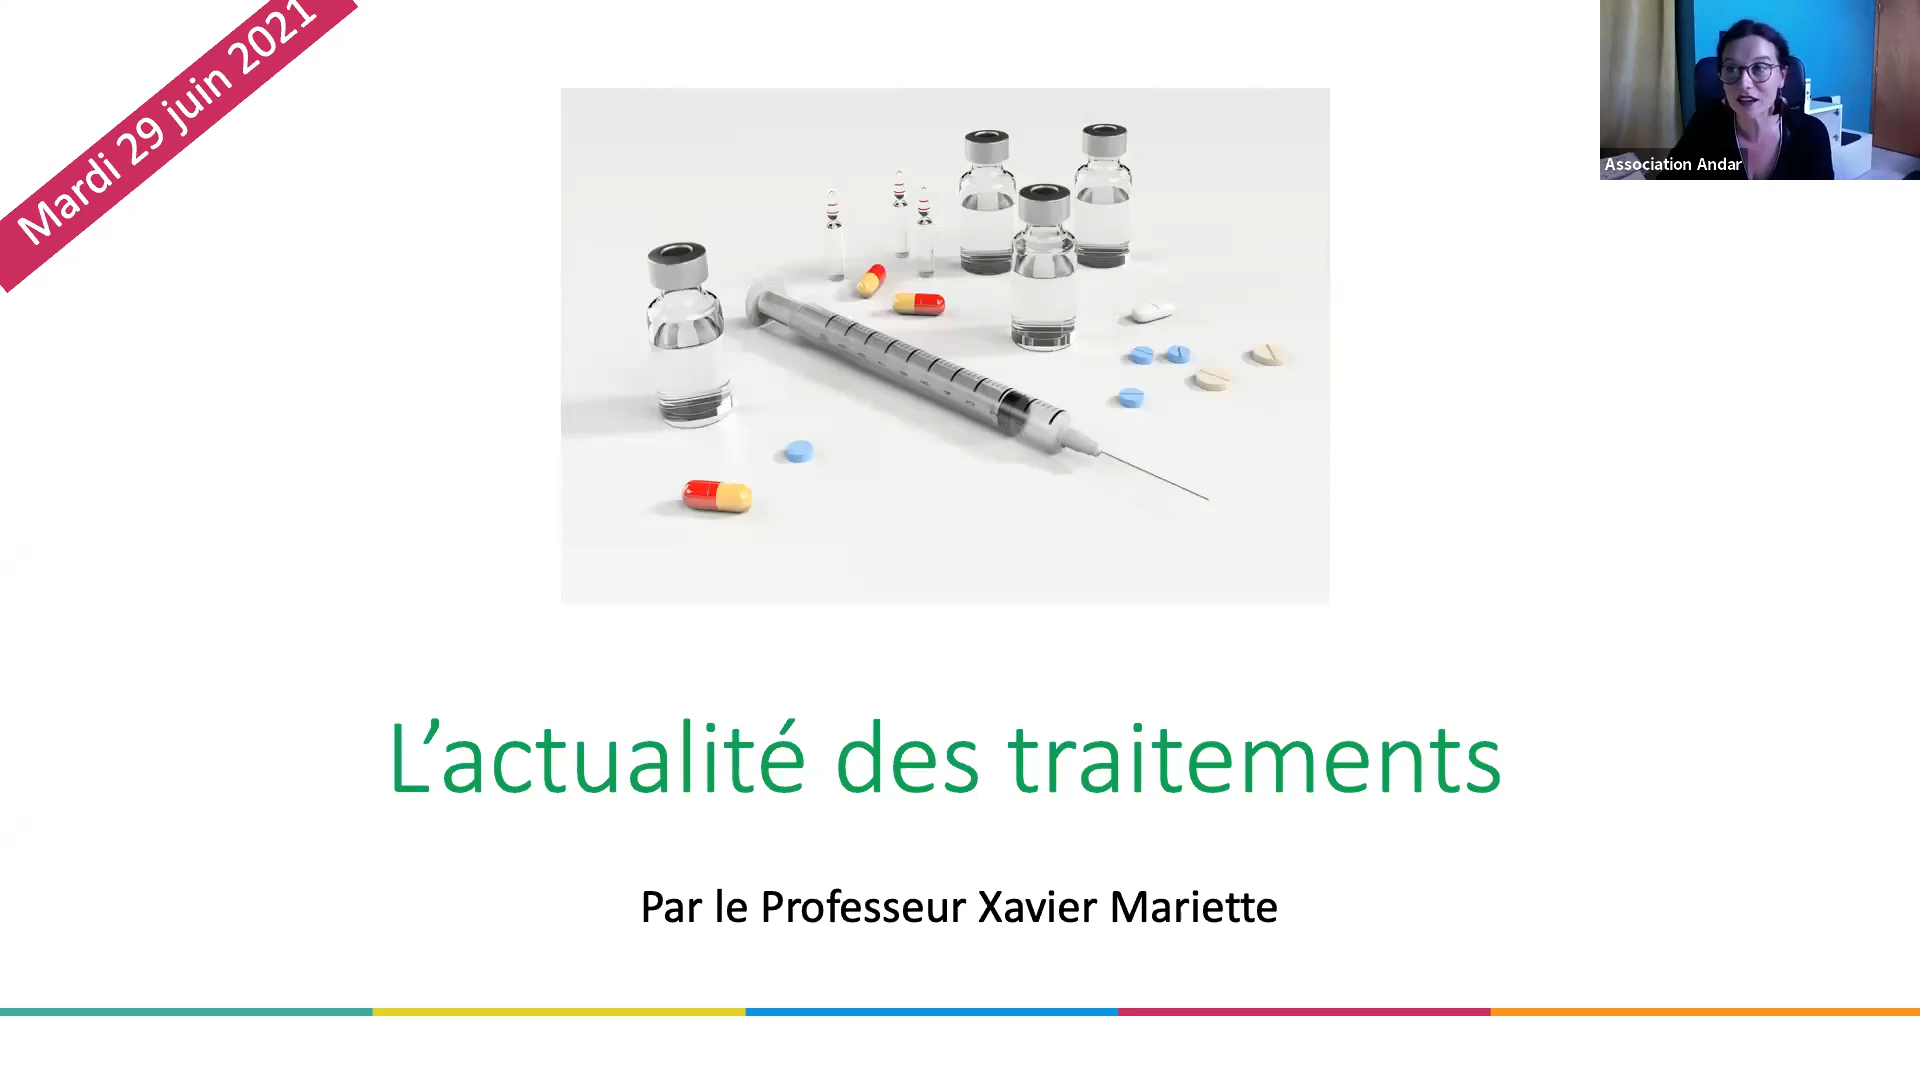 Mardi 29 juin 2021
Association Andar
L’actualité des traitements
Par le Professeur Xavier Mariette